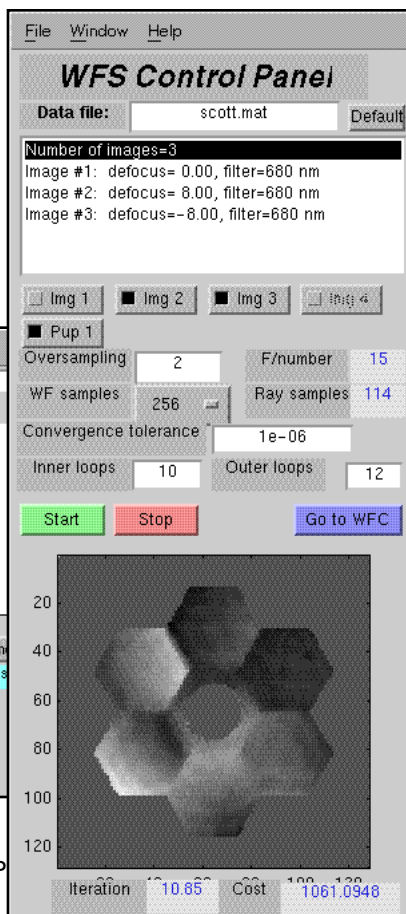 File Window Help
WFS Control Panel
Data file: scott.mat Default
Number of images=3
Image #1: defocus= 0.00, filter=680 nm
Image #2: defocus= 8.00, filter=680 nm
Image #3: defocus=-8.00, filter=680 nm
Img 1 Img 2 Img 3 Img 4
Pup 1
Oversampling 2 F/number 15
WF samples 256 Ray samples 114
Convergence tolerance 1e-06
Inner loops 10 Outer loops 12
Start Stop Go to WFC
20
40
60
80
100
120
Iteration 10.85 Cost 1061.0948